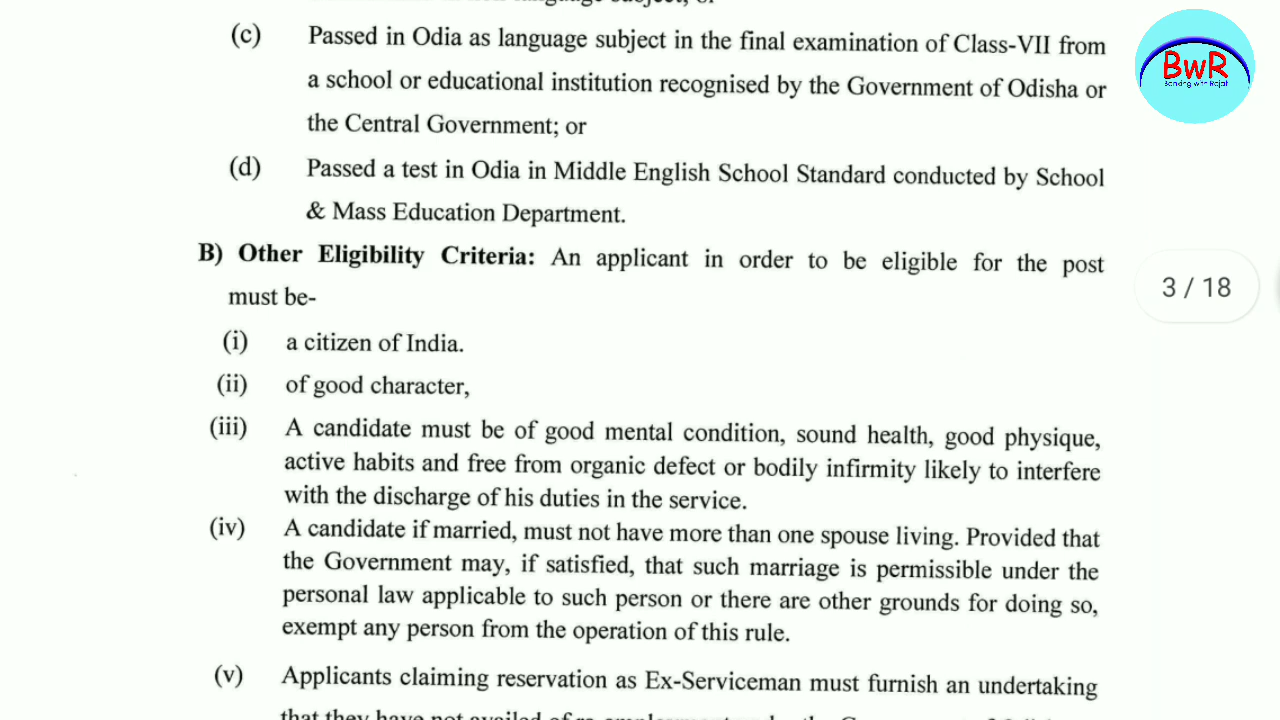 (c) Passed in Odia as language subject in the final examination of Class-VII from
a school or educational institution recognised by the Government of Odisha or
the Central Government; or
(d) Passed a test in Odia in Middle English School Standard conducted by School
& Mass Education Department.
B) Other Eligibility Criteria: An applicant in order to be eligible for the post
must be-
(i) a citizen of India.
(ii) of good character,
(iii) A candidate must be of good mental condition, sound health, good physique,
active habits and free from organic defect or bodily infirmity likely to interfere
with the discharge of his duties in the service.
(iv) A candidate if married, must not have more than one spouse living. Provided that
the Government may, if satisfied, that such marriage is permissible under the
personal law applicable to such person or there are other grounds for doing so,
exempt any person from the operation of this rule.
(v) Applicants claiming reservation as Ex-Serviceman must furnish an undertaking
that they have not availed of
BwR
3 / 18